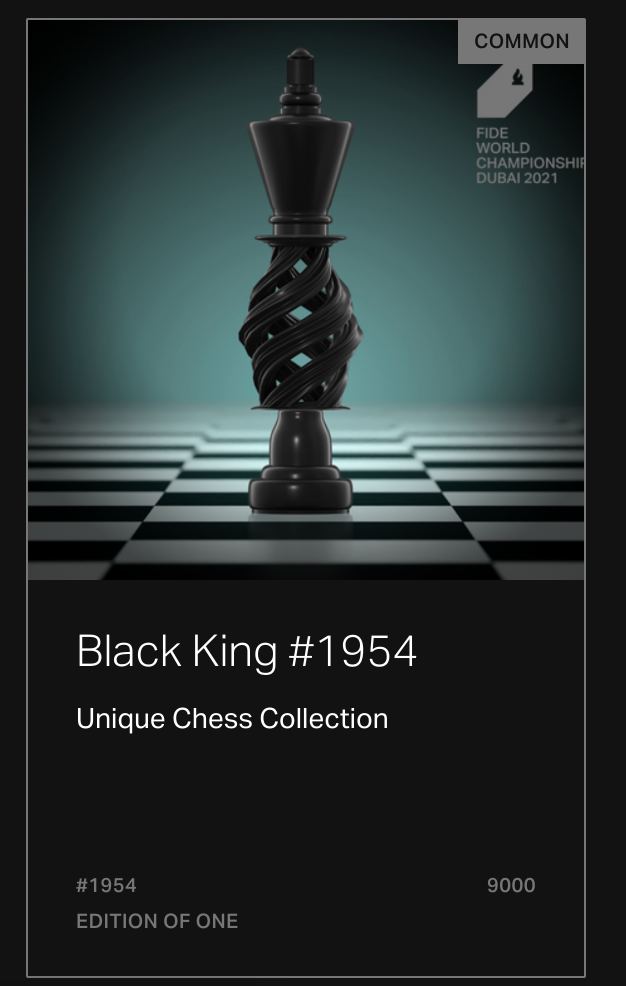 COMMON
FIDE
WORLD
CHAMPIONSHIP
DUBAI 2021
Black King #1954
Unique Chess Collection
#1954
9000
EDITION OF ONE